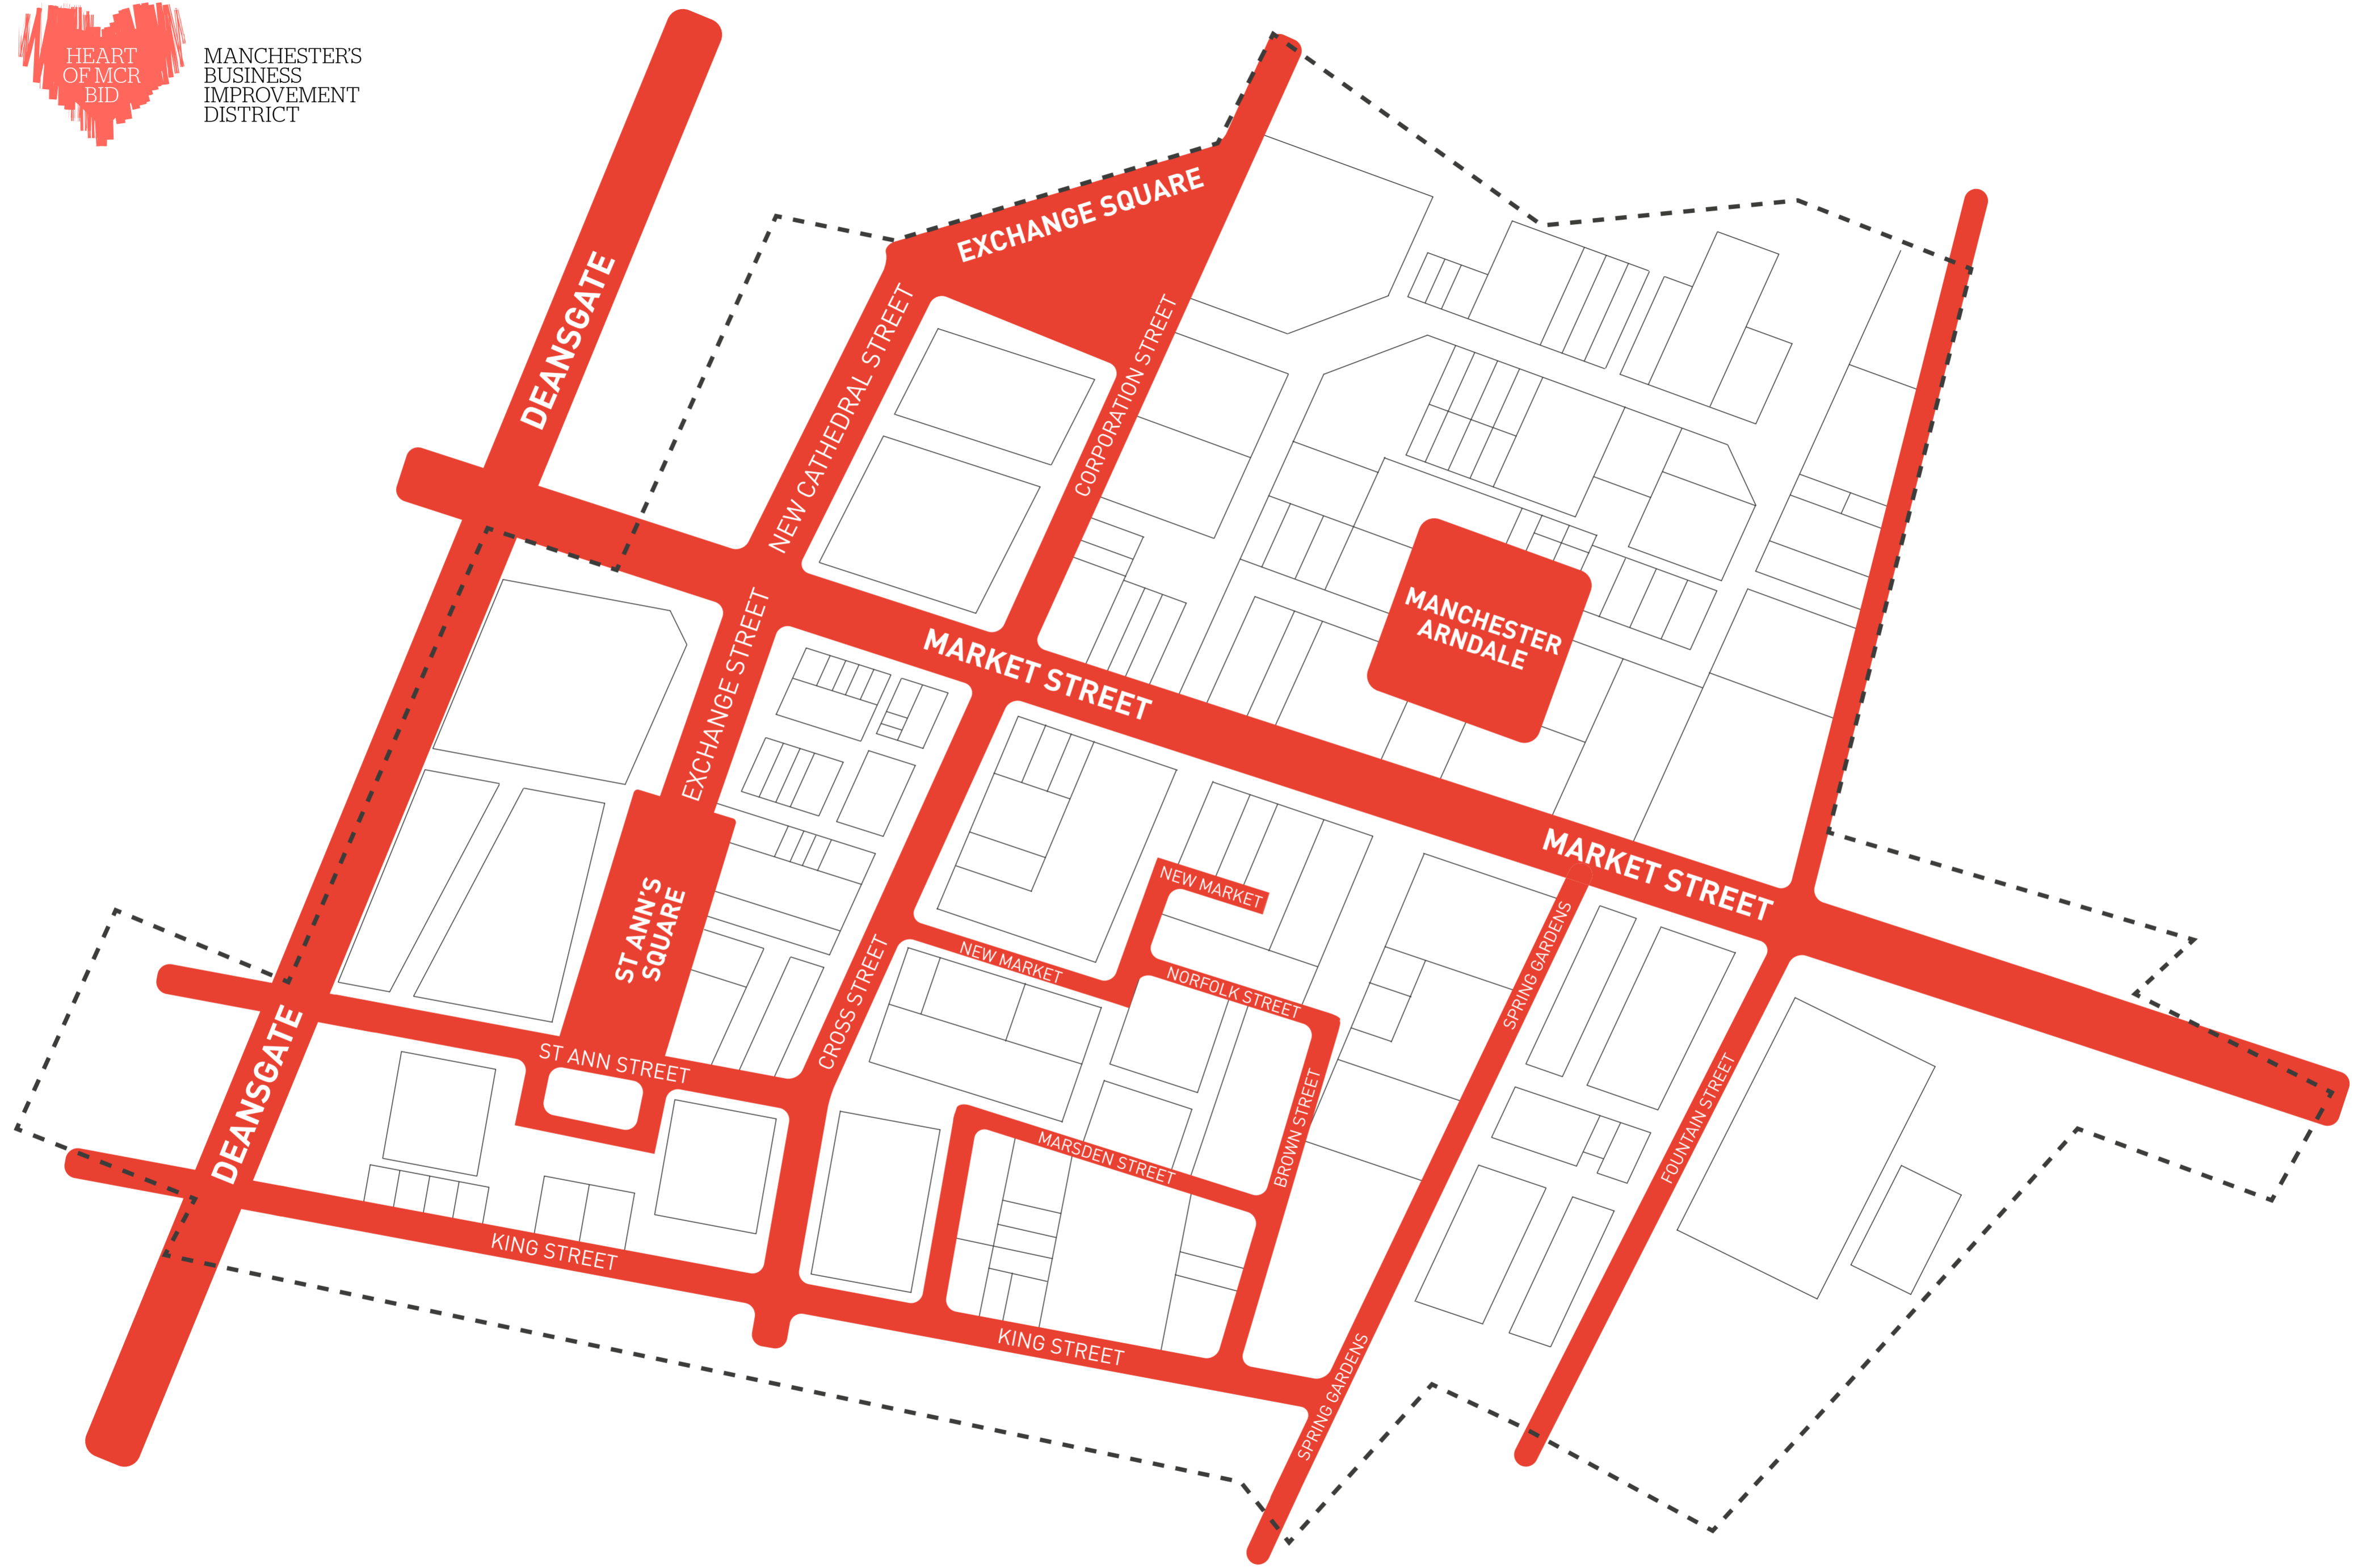 HEART
OF MCR
BID
MANCHESTER'S
BUSINESS
IMPROVEMENT
DISTRICT
EXCHANGE SQUARE
DEANSGATE
NEW CATHEDRAL STREET
CORPORATION STREET
MANCHESTER
ARNDALE
EXCHANGE STREET
MARKET STREET
MARKET STREET
ST ANN'S
SQUARE
NEW MARKET
NEW MARKET
NORFOLK STREET
SPRING GARDENS
CROSS STREET
DEANSGATE
ST ANN STREET
FOUNTAIN STREET
BROWN STREET
MARSDEN STREET
KING STREET
KING STREET
SPRING GARDENS